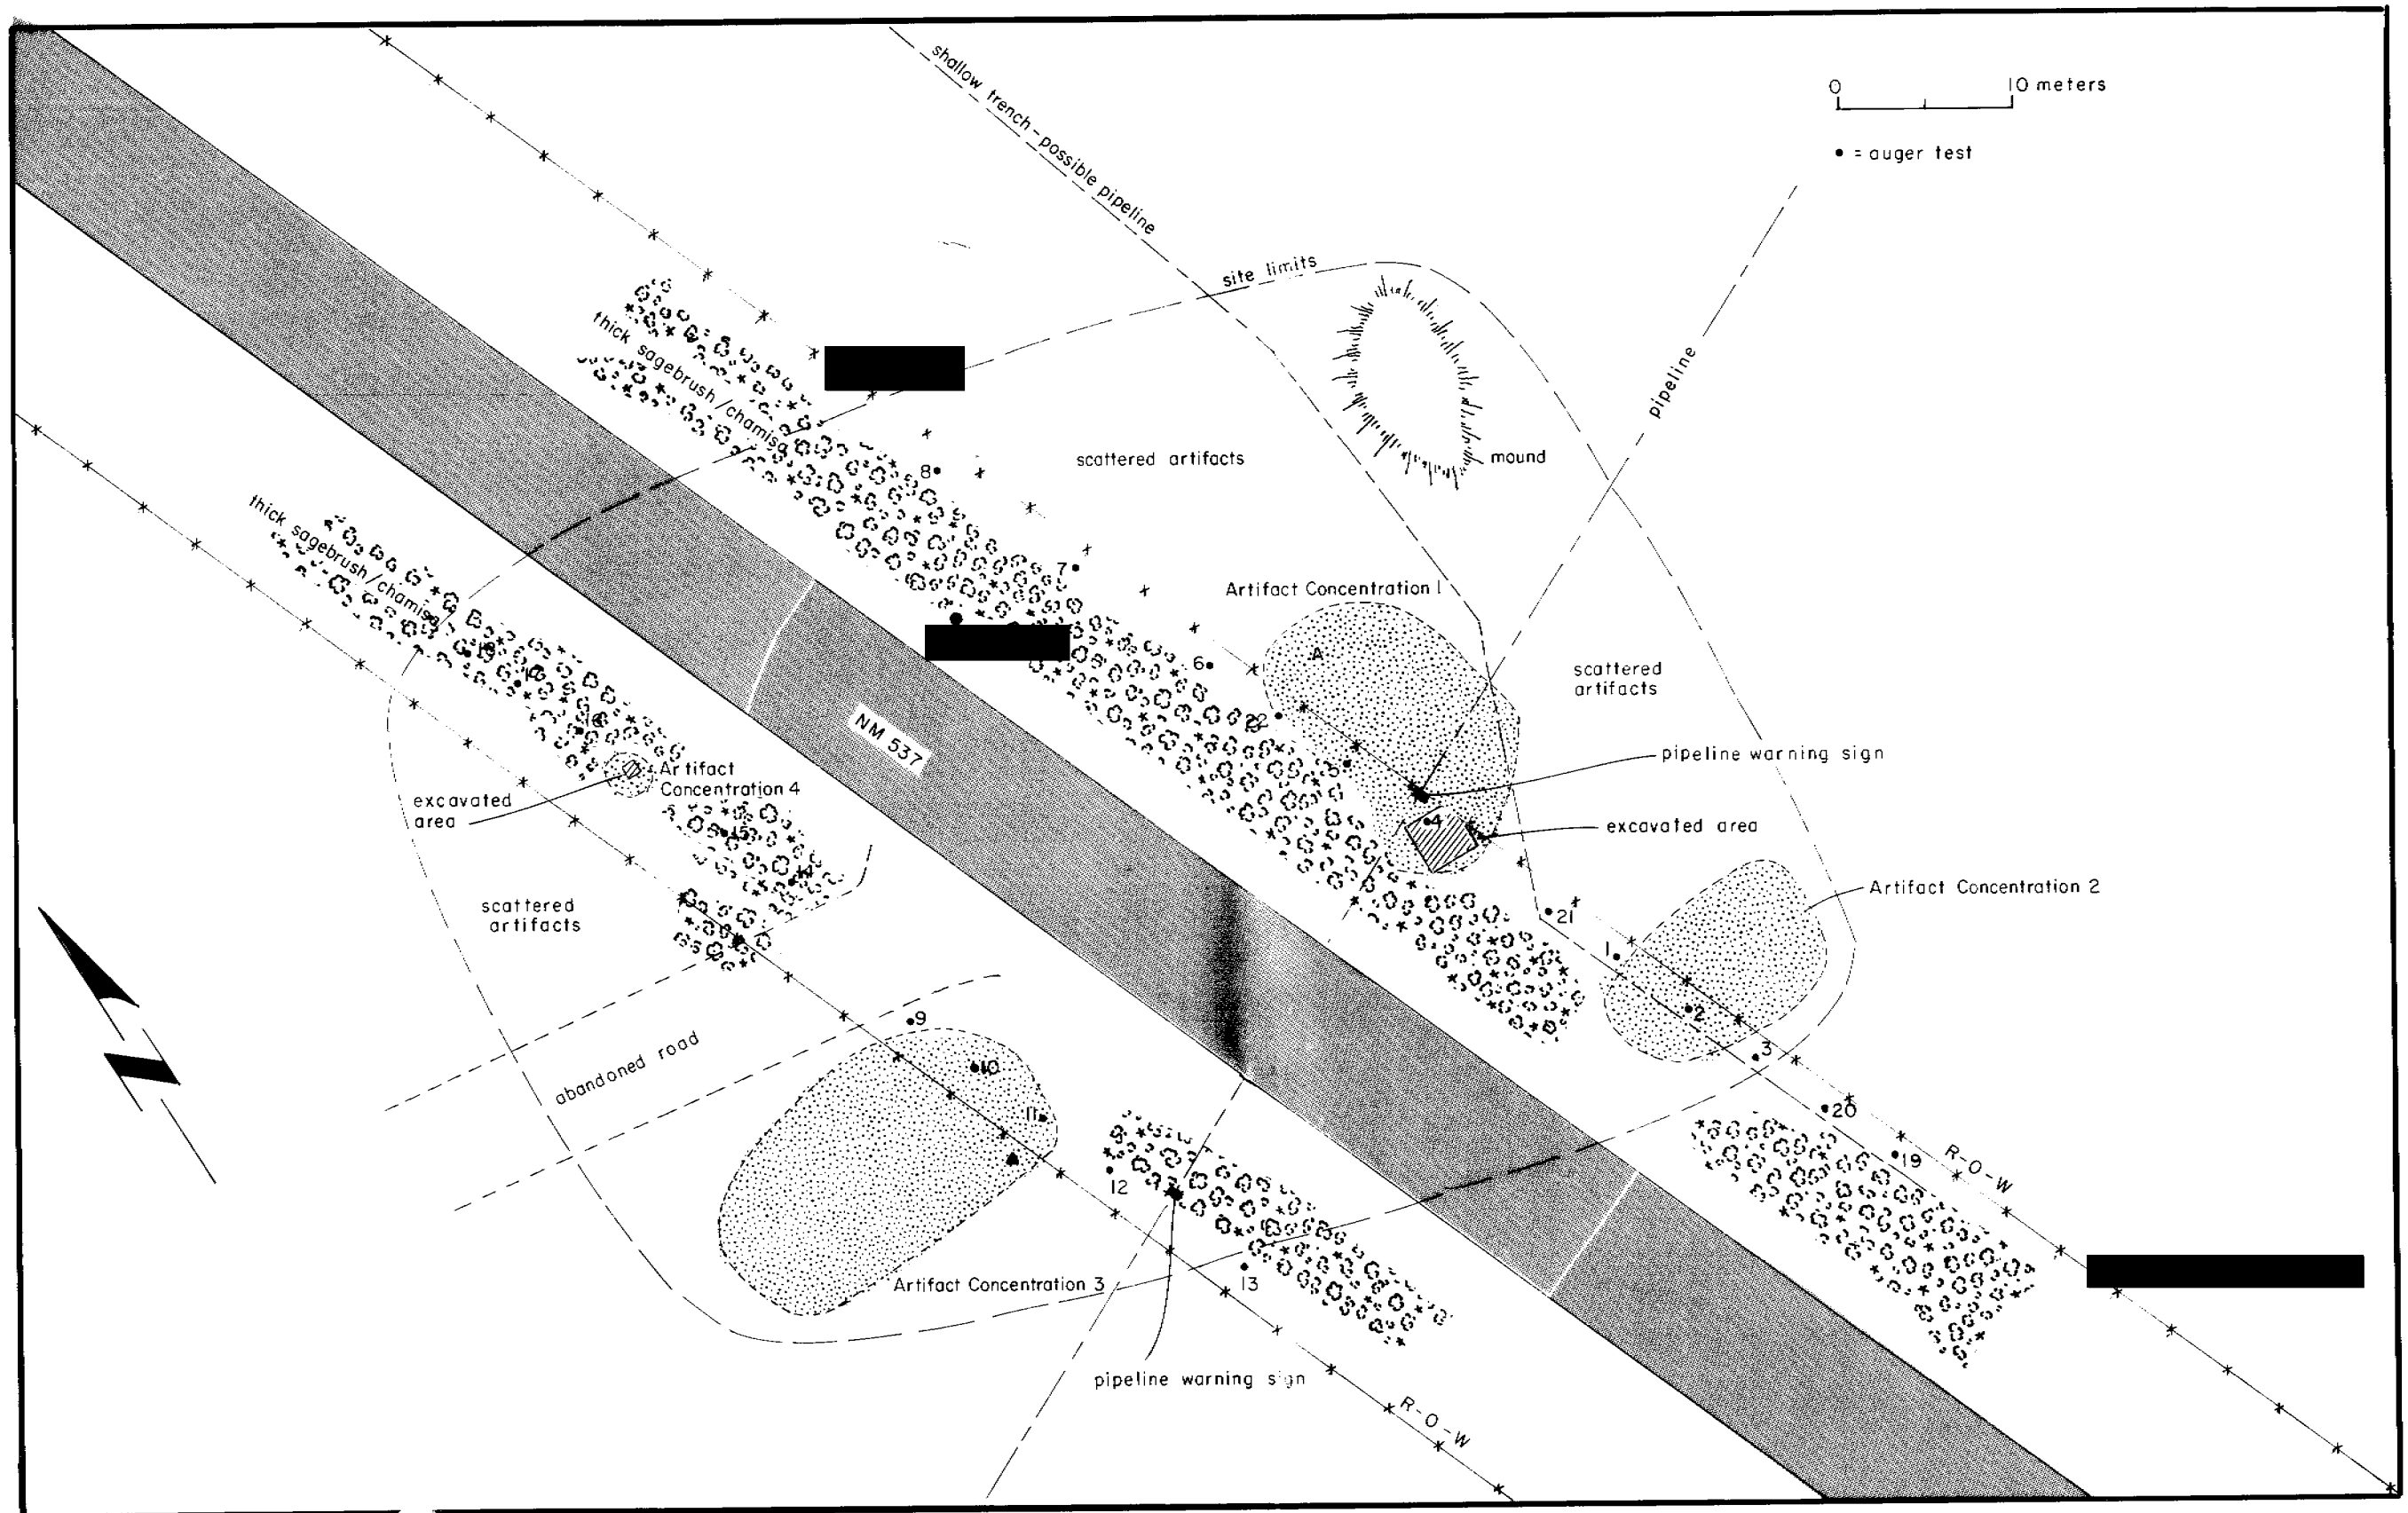 shallow trench-possible pipeline
0 10 meters
• = auger test
site limits
thick sagebrush/chamisa
pipeline
scattered artifacts
mound
8
thick sagebrush/chamisa
7
Artifact Concentration 1
A
6
scattered
artifacts
22
NM 537
pipeline warning sign
5
Artifact
Concentration 4
excavated
area
4
excavated area
15
14
Artifact Concentration 2
scattered
artifacts
21
1
2
9
3
abandoned road
10
20
11
R-O-W
19
12
Artifact Concentration 3
13
pipeline warning sign
R-O-W